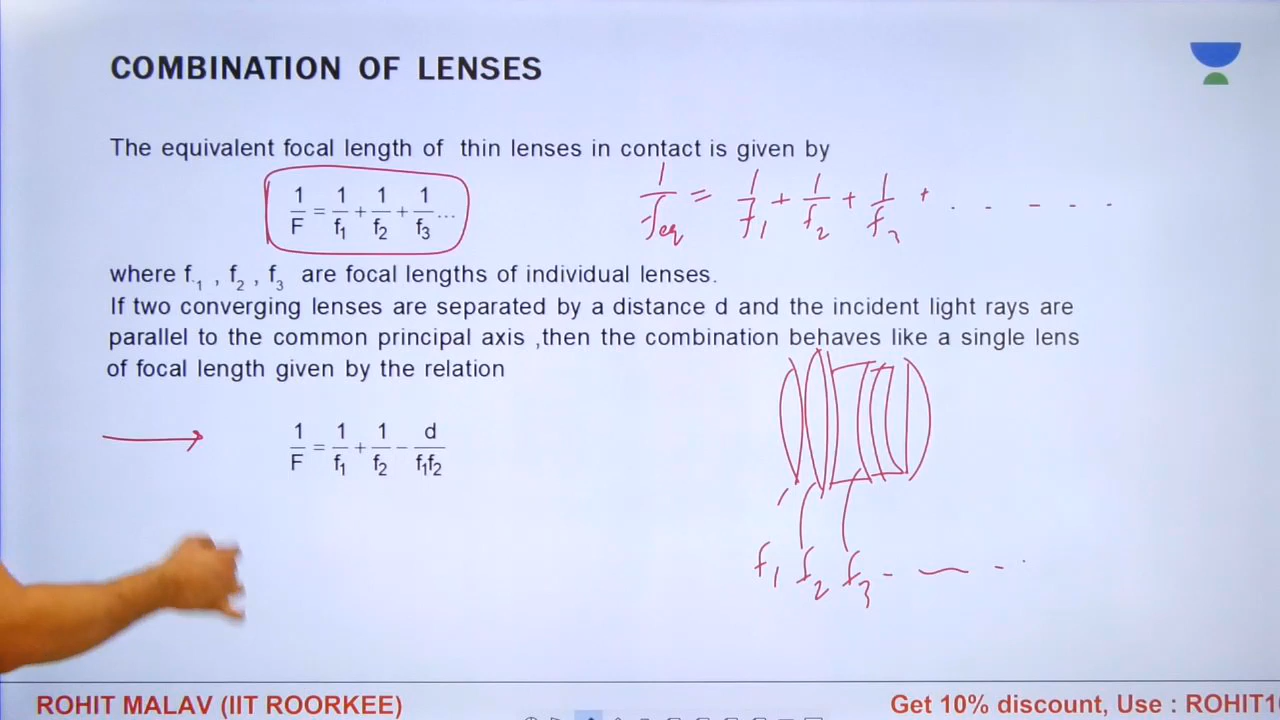 COMBINATION OF LENSES
The equivalent focal length of thin lenses in contact is given by
1/F = 1/f₁ + 1/f₂ + 1/f₃ ...
1/feq = 1/f₁ + 1/f₂ + 1/f₃ + . - - - -
where f₁ , f₂ , f₃ are focal lengths of individual lenses.
If two converging lenses are separated by a distance d and the incident light rays are
parallel to the common principal axis ,then the combination behaves like a single lens
of focal length given by the relation
1/F = 1/f₁ + 1/f₂ − d/f₁f₂
f₁ f₂ f₃ - — - .
ROHIT MALAV (IIT ROORKEE)
Get 10% discount, Use : ROHIT1